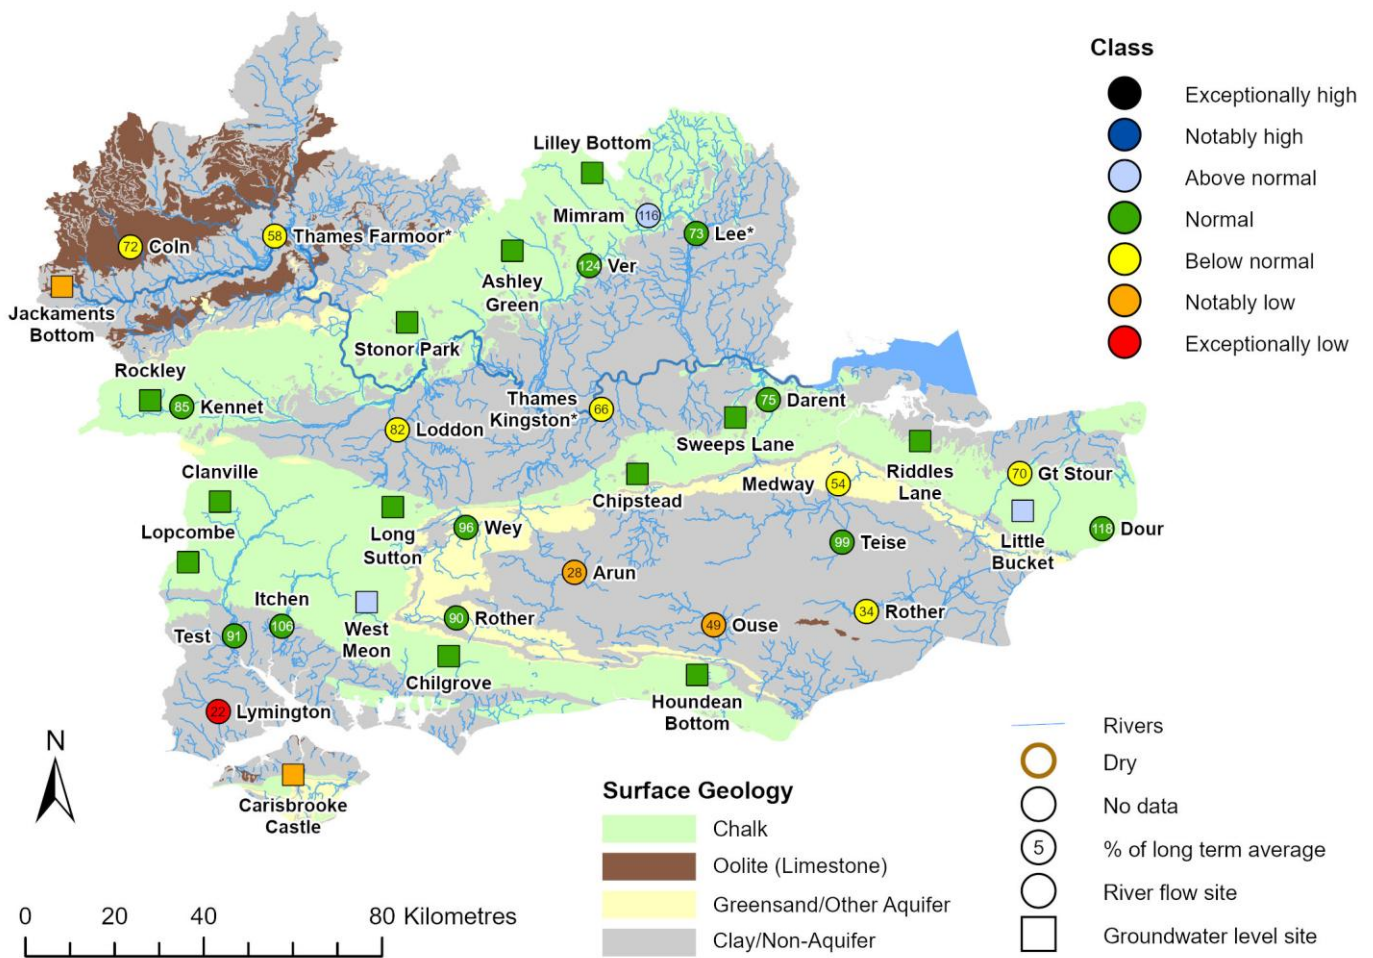 Class
Exceptionally high
Notably high
Above normal
Normal
Below normal
Notably low
Exceptionally low
Lilley Bottom
Mimram
116
73
Lee*
72
Coln
58
Thames Farmoor*
124
Ver
Ashley
Green
Jackaments
Bottom
Stonor Park
Rockley
85
Kennet
Thames
Kingston*
66
75
Darent
82
Loddon
Sweeps Lane
Clanville
Chipstead
Medway
54
Riddles
Lane
70
Gt Stour
Lopcombe
Long
Sutton
96
Wey
99
Teise
Little
Bucket
118
Dour
28
Arun
Itchen
106
Test
91
West
Meon
90
Rother
49
Ouse
34
Rother
Chilgrove
Houndean
Bottom
22
Lymington
Carisbrooke
Castle
N
0
20
40
80 Kilometres
Surface Geology
Chalk
Oolite (Limestone)
Greensand/Other Aquifer
Clay/Non-Aquifer
Rivers
Dry
No data
5
% of long term average
River flow site
Groundwater level site